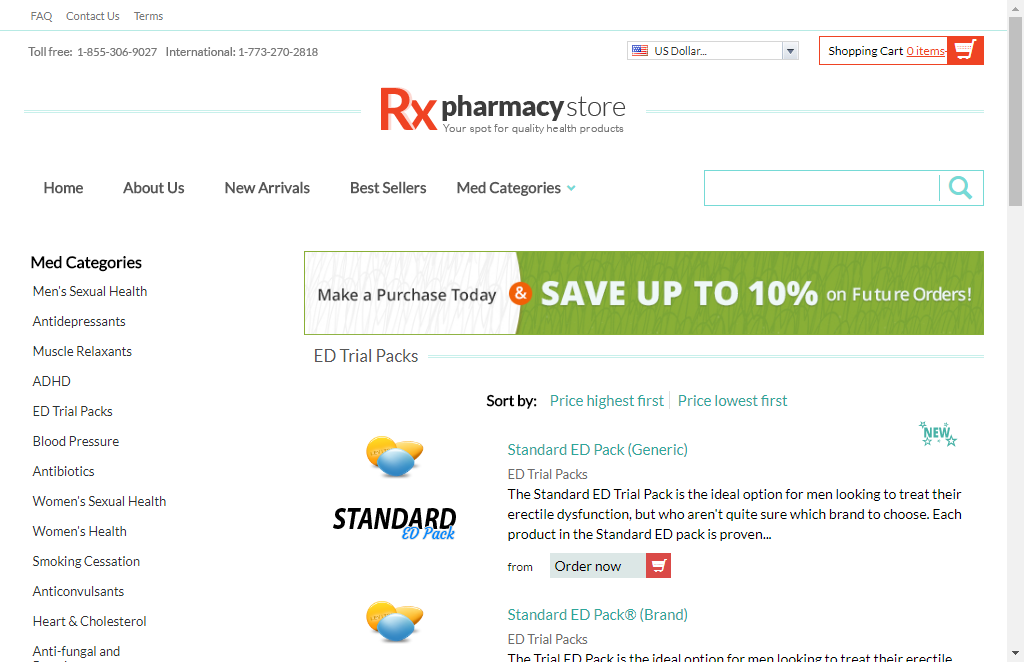 FAQ Contact Us Terms
Toll free: 1-855-306-9027 International: 1-773-270-2818
US Dollar...
Shopping Cart 0 items-
Rx pharmacystore
Your spot for quality health products
Home About Us New Arrivals Best Sellers Med Categories
Med Categories
Men's Sexual Health
Antidepressants
Muscle Relaxants
ADHD
ED Trial Packs
Blood Pressure
Antibiotics
Women's Sexual Health
Women's Health
Smoking Cessation
Anticonvulsants
Heart & Cholesterol
Anti-fungal and
Make a Purchase Today & SAVE UP TO 10% on Future Orders!
ED Trial Packs
Sort by: Price highest first Price lowest first
NEW
STANDARD
ED Pack
Standard ED Pack (Generic)
ED Trial Packs
The Standard ED Trial Pack is the ideal option for men looking to treat their
erectile dysfunction, but who aren't quite sure which brand to choose. Each
product in the Standard ED pack is proven...
from Order now
Standard ED Pack® (Brand)
ED Trial Packs
The Trial ED Pack is the ideal option for men looking to treat their erectile